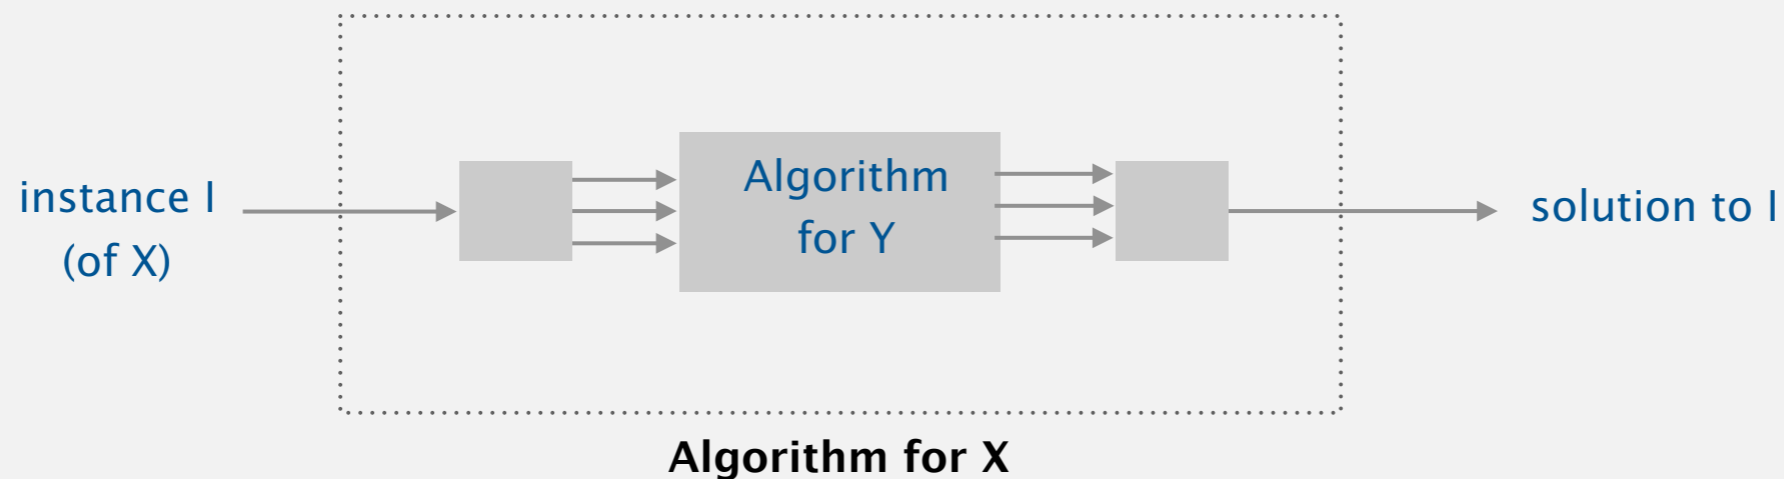 instance I
(of X)
Algorithm
for Y
solution to I
Algorithm for X